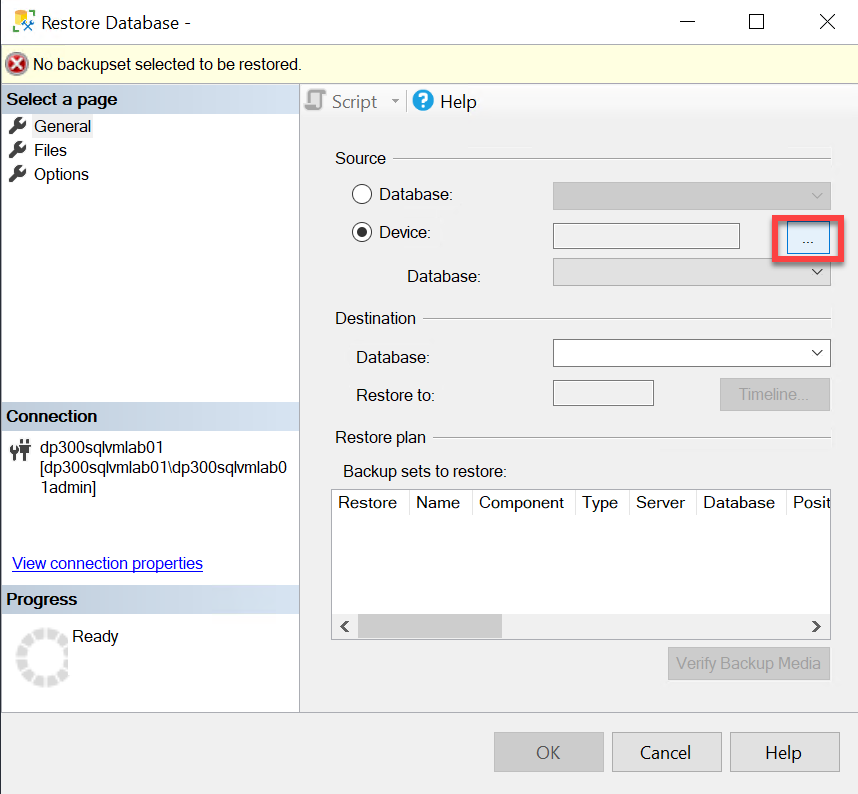 Restore Database -
No backupset selected to be restored.
Select a page
General
Files
Options
Script
Help
Source
Database:
Device:
...
Database:
Destination
Database:
Restore to:
Timeline...
Restore plan
Backup sets to restore:
Restore Name Component Type Server Database Posit
Verify Backup Media
Connection
dp300sqlvmlab01
[dp300sqlvmlab01\dp300sqlvmlab0
1admin]
View connection properties
Progress
Ready
OK
Cancel
Help